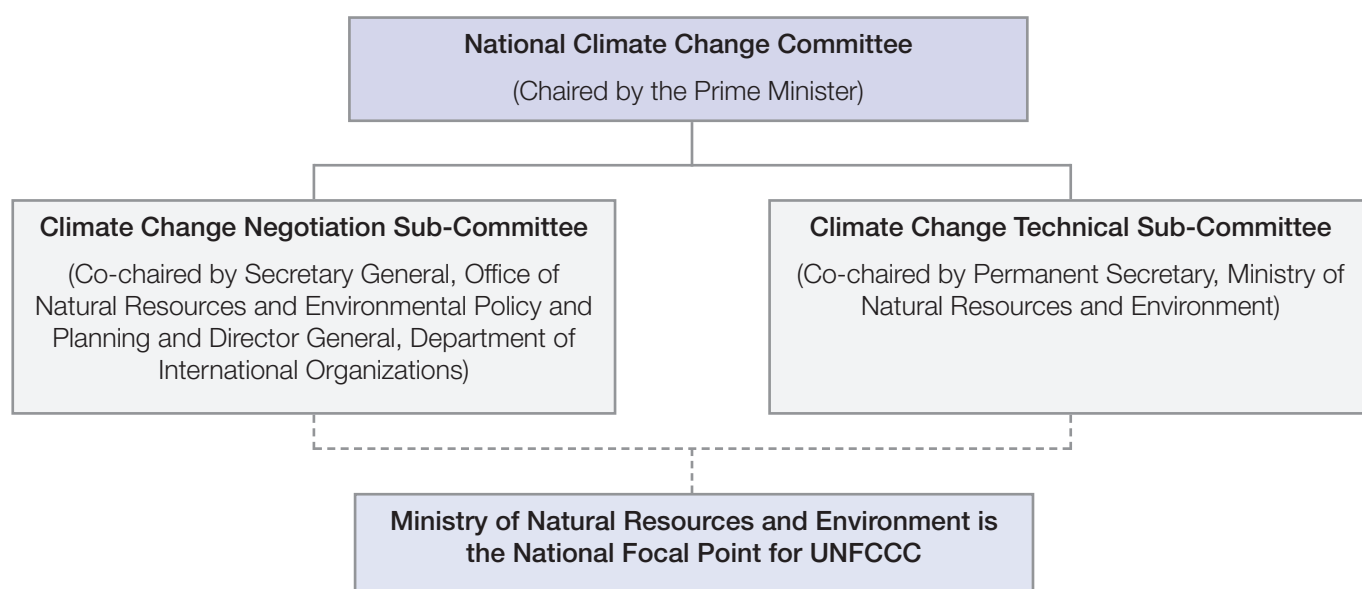 National Climate Change Committee
(Chaired by the Prime Minister)
Climate Change Negotiation Sub-Committee
(Co-chaired by Secretary General, Office of
Natural Resources and Environmental Policy and
Planning and Director General, Department of
International Organizations)
Climate Change Technical Sub-Committee
(Co-chaired by Permanent Secretary, Ministry of
Natural Resources and Environment)
Ministry of Natural Resources and Environment is
the National Focal Point for UNFCCC